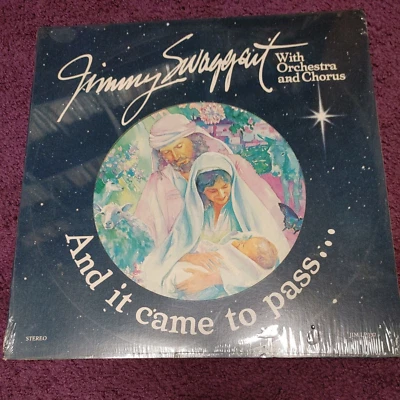 Jimmy Swaggart
With
Orchestra
and Chorus
And it came to pass...
STEREO